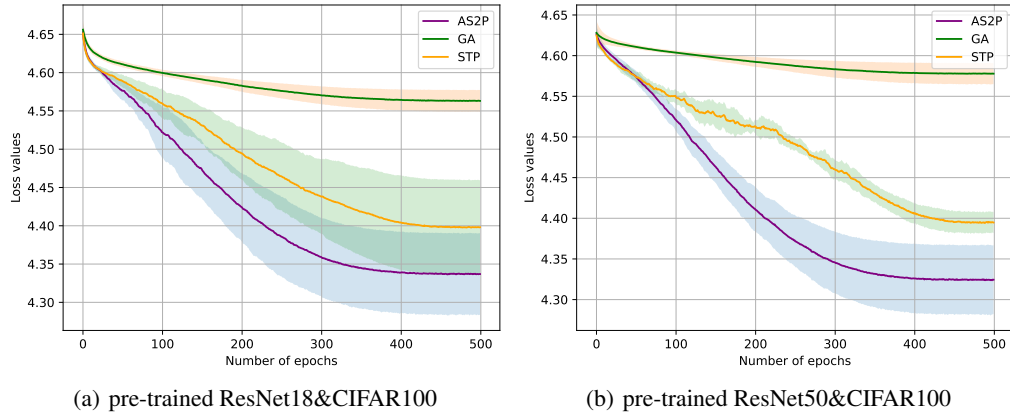 AS2P
GA
STP
4.65
4.60
4.55
4.50
4.45
4.40
4.35
4.30
Loss values
0 100 200 300 400 500
Number of epochs
(a) pre-trained ResNet18&CIFAR100
AS2P
GA
STP
4.65
4.60
4.55
4.50
4.45
4.40
4.35
4.30
Loss values
0 100 200 300 400 500
Number of epochs
(b) pre-trained ResNet50&CIFAR100